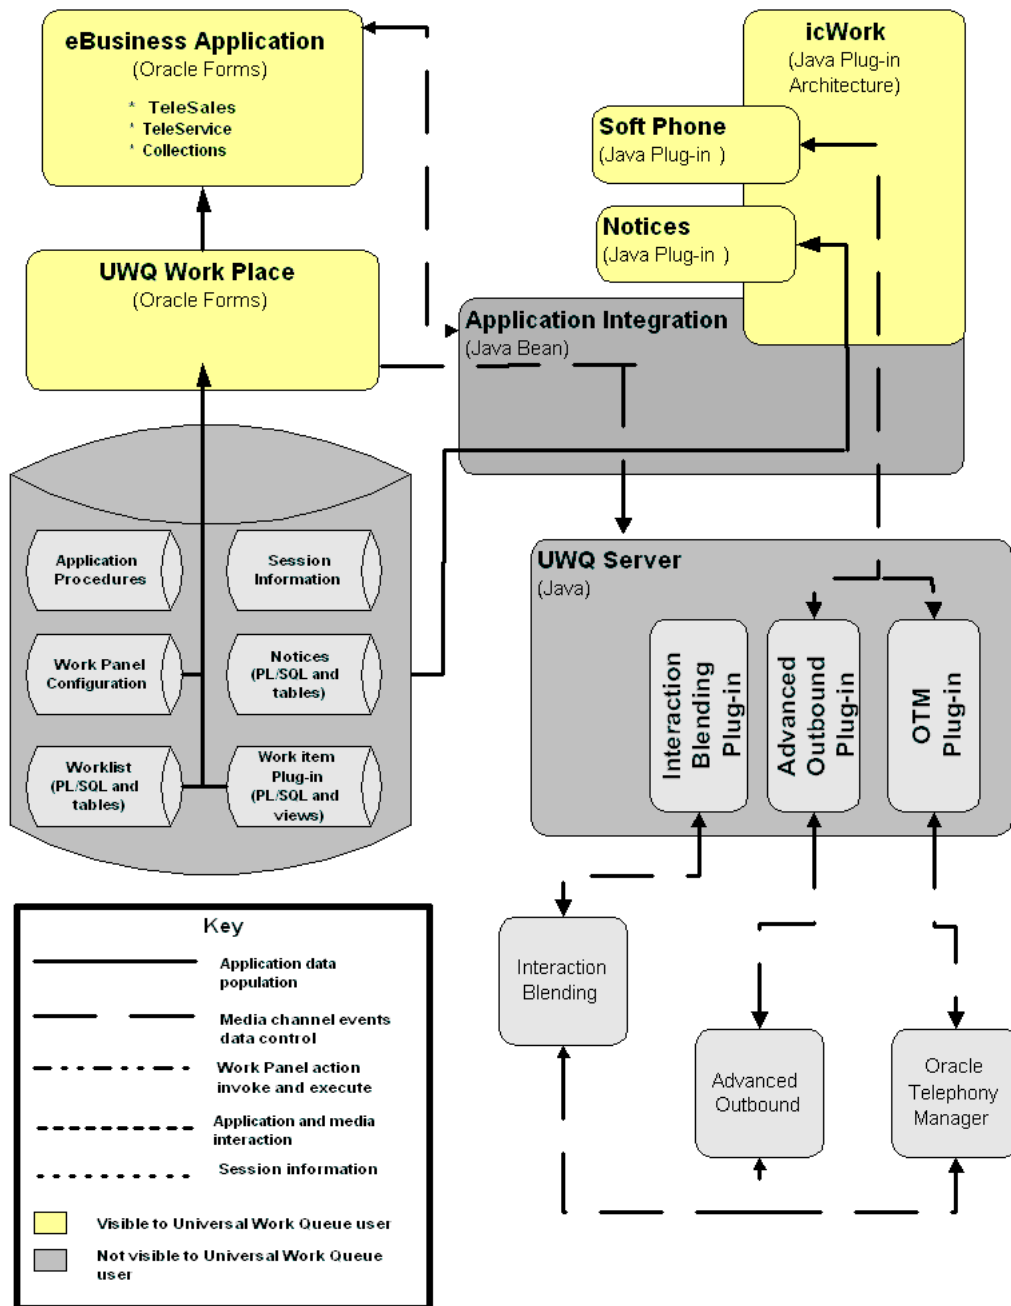 eBusiness Application
(Oracle Forms)
* TeleSales
* TeleService
* Collections
icWork
(Java Plug-in
Architecture)
Soft Phone
(Java Plug-in )
Notices
(Java Plug-in )
UWQ Work Place
(Oracle Forms)
Application Integration
(Java Bean)
Application
Procedures
Session
Information
Work Panel
Configuration
Notices
(PL/SQL and
tables)
Worklist
(PL/SQL and
tables)
Work item
Plug-in
(PL/SQL and
views)
UWQ Server
(Java)
Interaction
Blending
Plug-in
Advanced
Outbound
Plug-in
OTM
Plug-in
Interaction
Blending
Advanced
Outbound
Oracle
Telephony
Manager
Key
Application data
population
Media channel events
data control
Work Panel action
invoke and execute
Application and media
interaction
Session information
Visible to Universal Work Queue user
Not visible to Universal Work Queue
user